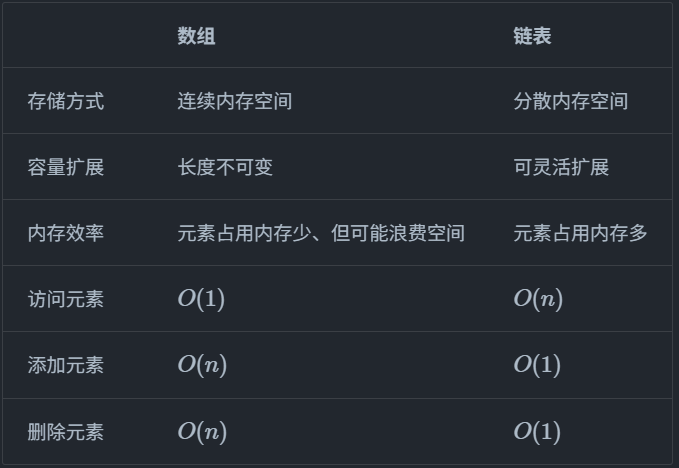 数组 链表
存储方式 连续内存空间 分散内存空间
容量扩展 长度不可变 可灵活扩展
内存效率 元素占用内存少、但可能浪费空间 元素占用内存多
访问元素 O(1) O(n)
添加元素 O(n) O(1)
删除元素 O(n) O(1)